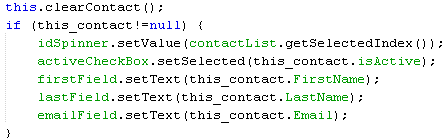 this.clearContact();
if (this_contact!=null) {
    idSpinner.setValue(contactList.getSelectedIndex());
    activeCheckBox.setSelected(this_contact.isActive);
    firstField.setText(this_contact.FirstName);
    lastField.setText(this_contact.LastName);
    emailField.setText(this_contact.Email);
}